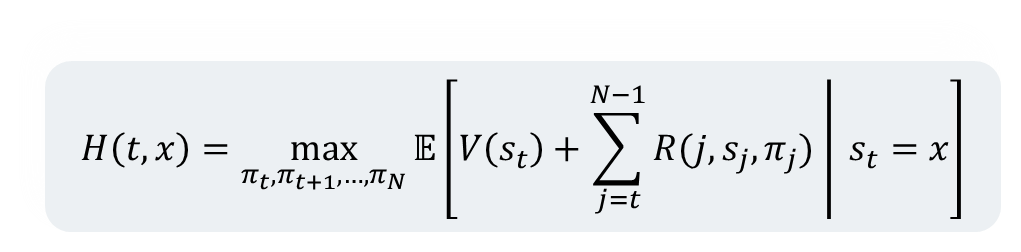 H(t, x) = max_{π_t,π_{t+1},…,π_N} 𝔼[V(s_t) + ∑_{j=t}^{N−1} R(j, s_j, π_j) | s_t = x]